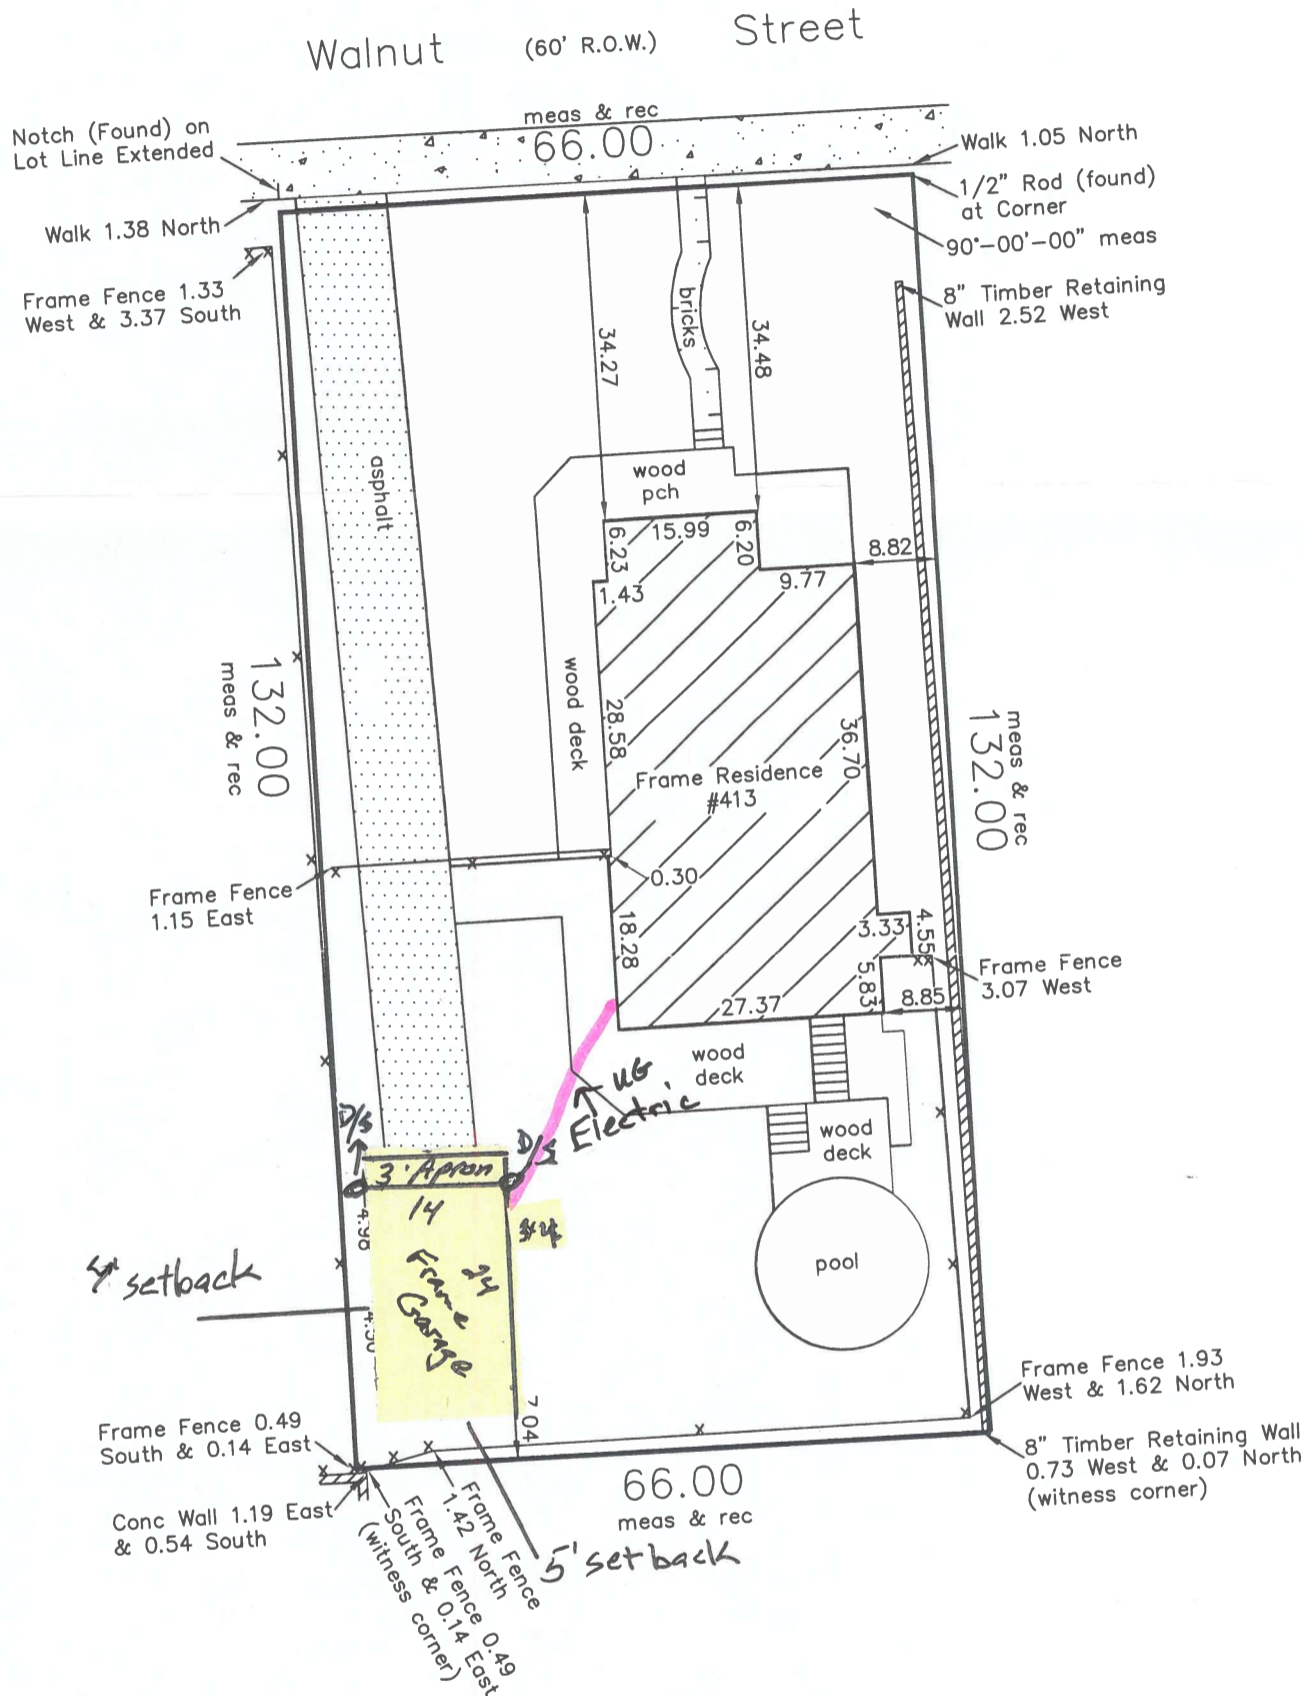 Walnut (60' R.O.W.) Street
meas & rec
66.00
Notch (Found) on
Lot Line Extended
Walk 1.05 North
1/2" Rod (found)
at Corner
Walk 1.38 North
90°-00'-00" meas
Frame Fence 1.33
West & 3.37 South
8" Timber Retaining
Wall 2.52 West
bricks
34.27
34.48
asphalt
wood
pch
15.99
6.23
6.20
8.82
9.77
1.43
wood deck
28.58
36.70
132.00
meas & rec
meas & rec
132.00
Frame Residence
#413
0.30
Frame Fence
1.15 East
18.28
3.33
4.55
5.83
8.85
27.37
Frame Fence
3.07 West
wood
deck
UG
Electric
D/S
D/S
wood
deck
3' Apron
14
4.98
24
Frame
Garage
pool
4' setback
7.04
Frame Fence 1.93
West & 1.62 North
Frame Fence 0.49
South & 0.14 East
8" Timber Retaining Wall
0.73 West & 0.07 North
(witness corner)
66.00
meas & rec
Conc Wall 1.19 East
& 0.54 South
Frame Fence
1.42 North
Frame Fence 0.49
South & 0.14 East
(witness corner)
5' setback